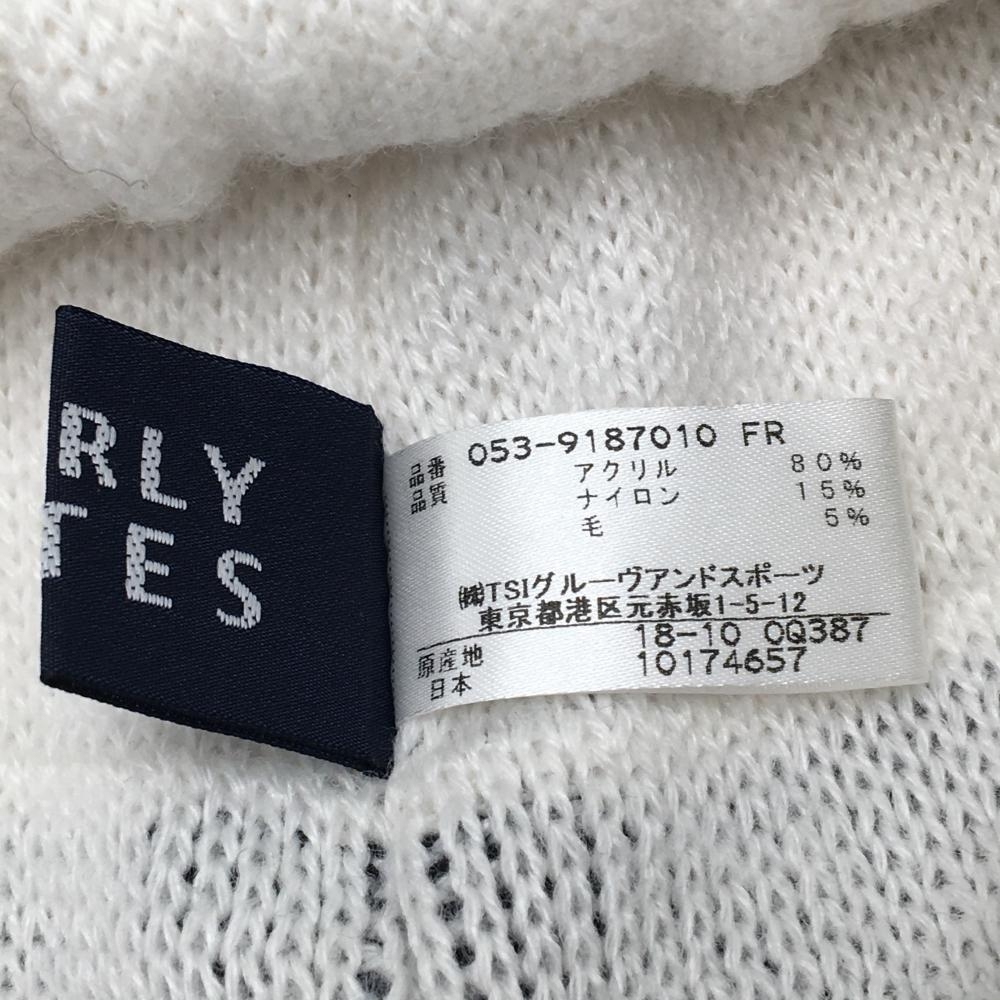 RLY
TES
品番 053-9187010 FR
品質 アクリル 80%
ナイロン 15%
毛 5%
㈱TSIグルーヴアンドスポーツ
東京都港区元赤坂1-5-12
18-10 0Q387
原産地 10174657
日本